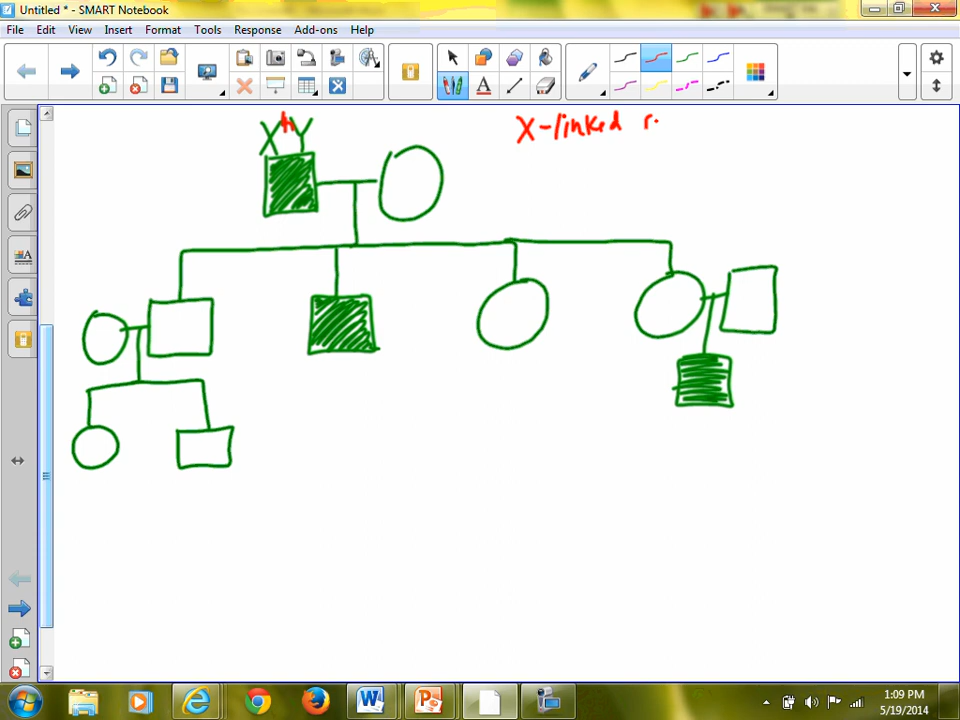 Untitled * - SMART Notebook
File Edit View Insert Format Tools Response Add-ons Help
X-linked r.
XhY
1:09 PM
5/19/2014